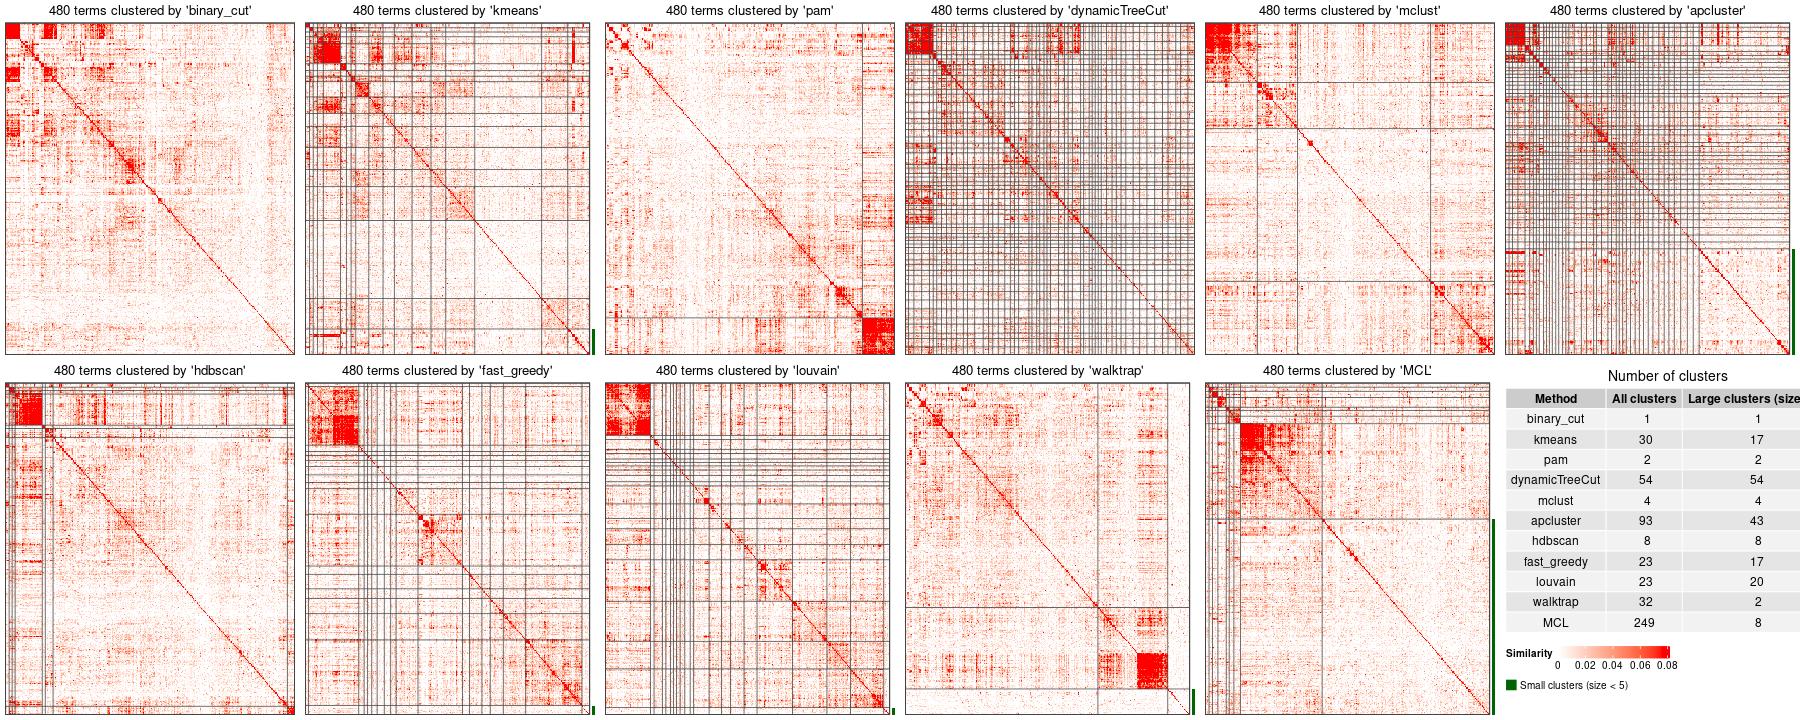 480 terms clustered by 'binary_cut'
480 terms clustered by 'kmeans'
480 terms clustered by 'pam'
480 terms clustered by 'dynamicTreeCut'
480 terms clustered by 'mclust'
480 terms clustered by 'apcluster'
480 terms clustered by 'hdbscan'
480 terms clustered by 'fast_greedy'
480 terms clustered by 'louvain'
480 terms clustered by 'walktrap'
480 terms clustered by 'MCL'
Number of clusters
Method All clusters Large clusters (size
binary_cut 1 1
kmeans 30 17
pam 2 2
dynamicTreeCut 54 54
mclust 4 4
apcluster 93 43
hdbscan 8 8
fast_greedy 23 17
louvain 23 20
walktrap 32 2
MCL 249 8
Similarity
0 0.02 0.04 0.06 0.08
Small clusters (size < 5)